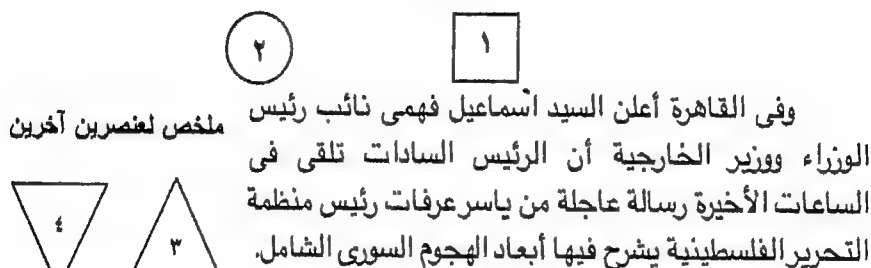 ١
٢
وفى القاهرة أعلن السيد اسماعيل فهمى نائب رئيس
الوزراء ووزير الخارجية أن الرئيس السادات تلقى فى
الساعات الأخيرة رسالة عاجلة من ياسر عرفات رئيس منظمة
التحرير الفلسطينية يشرح فيها أبعاد الهجوم السورى الشامل.
ملخص لعنصرين آخرين
٣
٤